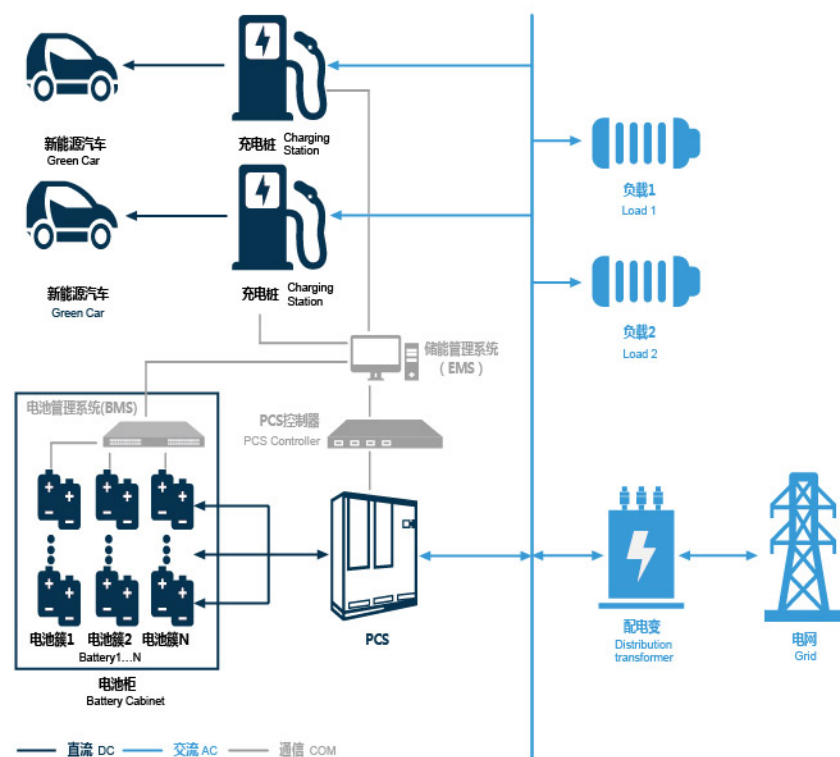 新能源汽车
Green Car
充电桩 Charging
Station
负载1
Load 1
新能源汽车
Green Car
充电桩 Charging
Station
负载2
Load 2
储能管理系统
（EMS）
电池管理系统(BMS)
PCS控制器
PCS Controller
电池簇1 电池簇2 电池簇N
Battery1...N
PCS
配电变
Distribution
transformer
电网
Grid
电池柜
Battery Cabinet
直流 DC 交流 AC 通信 COM